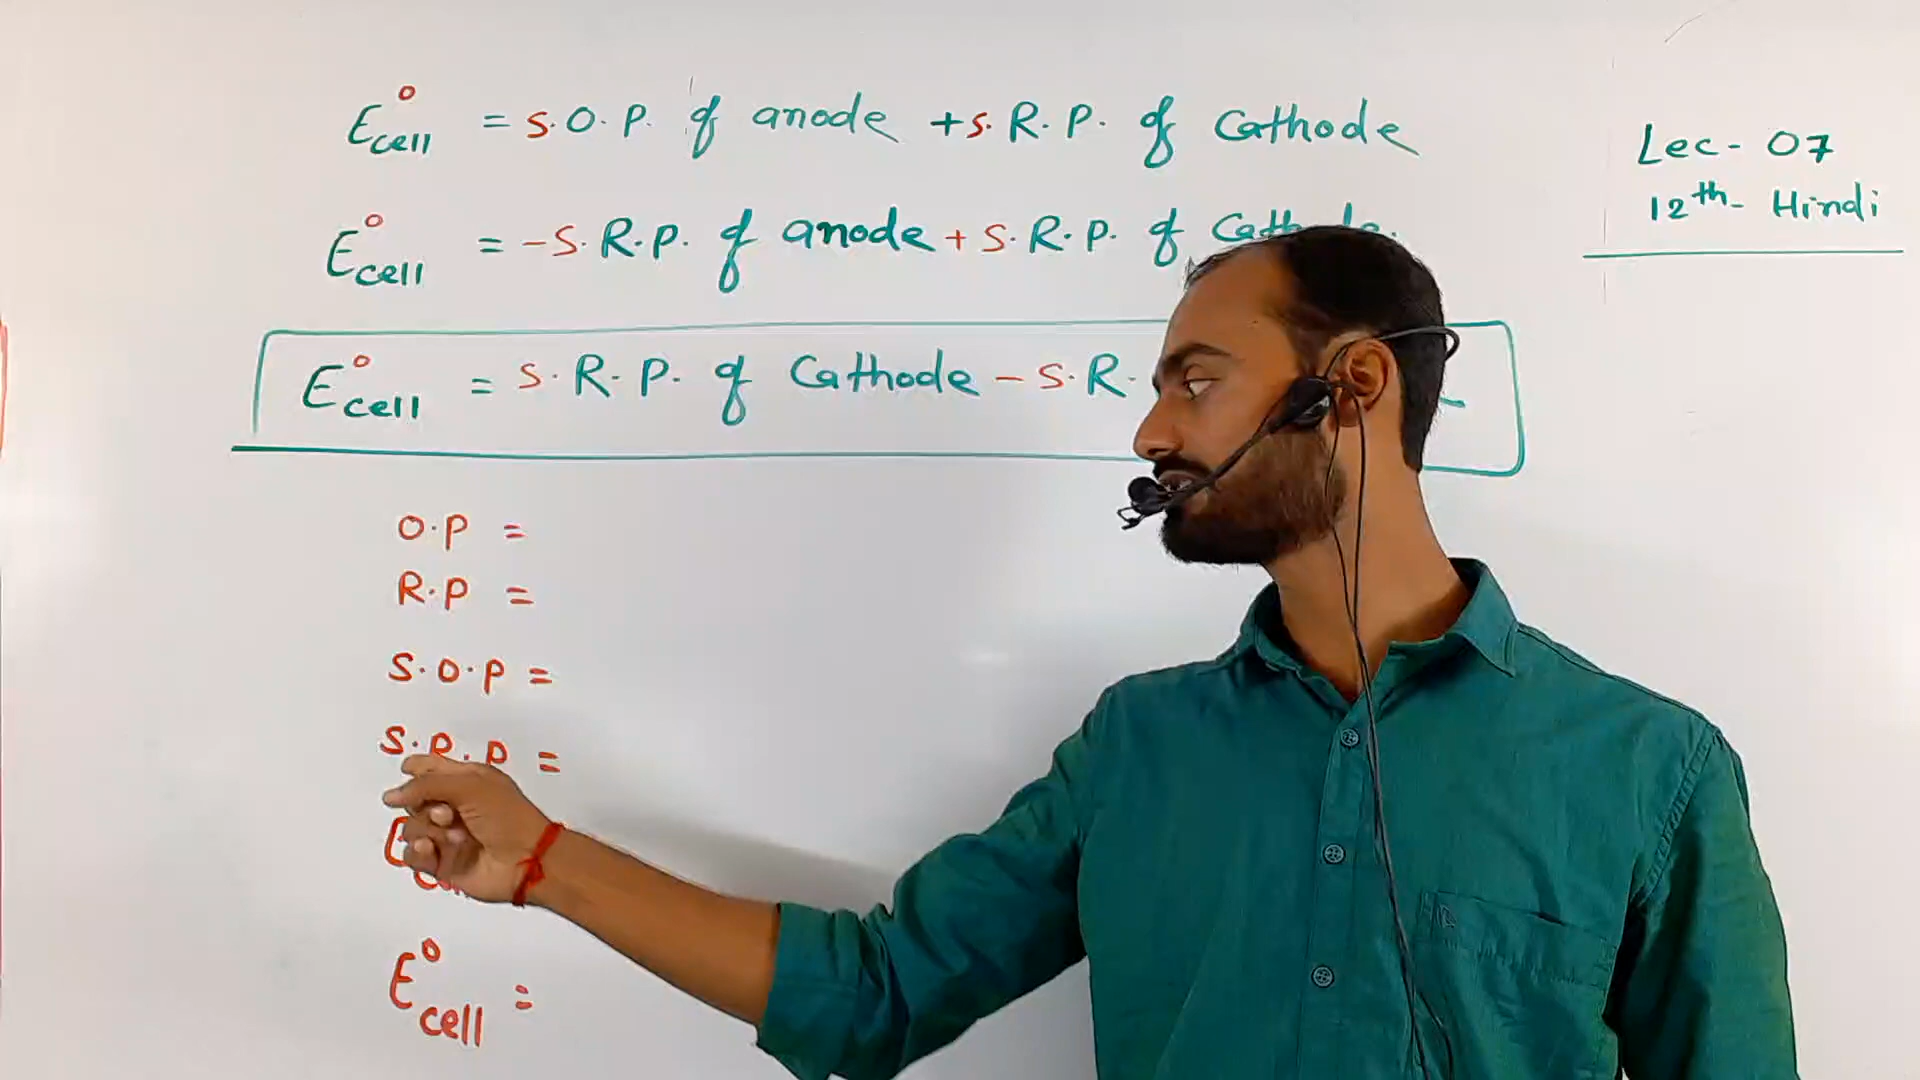 E°cell = S.O.P. of anode + S.R.P. of Cathode
E°cell = -S.R.P. of anode + S.R.P. of
E°cell = S.R.P. of Cathode - S.R.
Lec-07
12th- Hindi
O.P =
R.P =
S.O.P =
S.R.P =
E°cell =